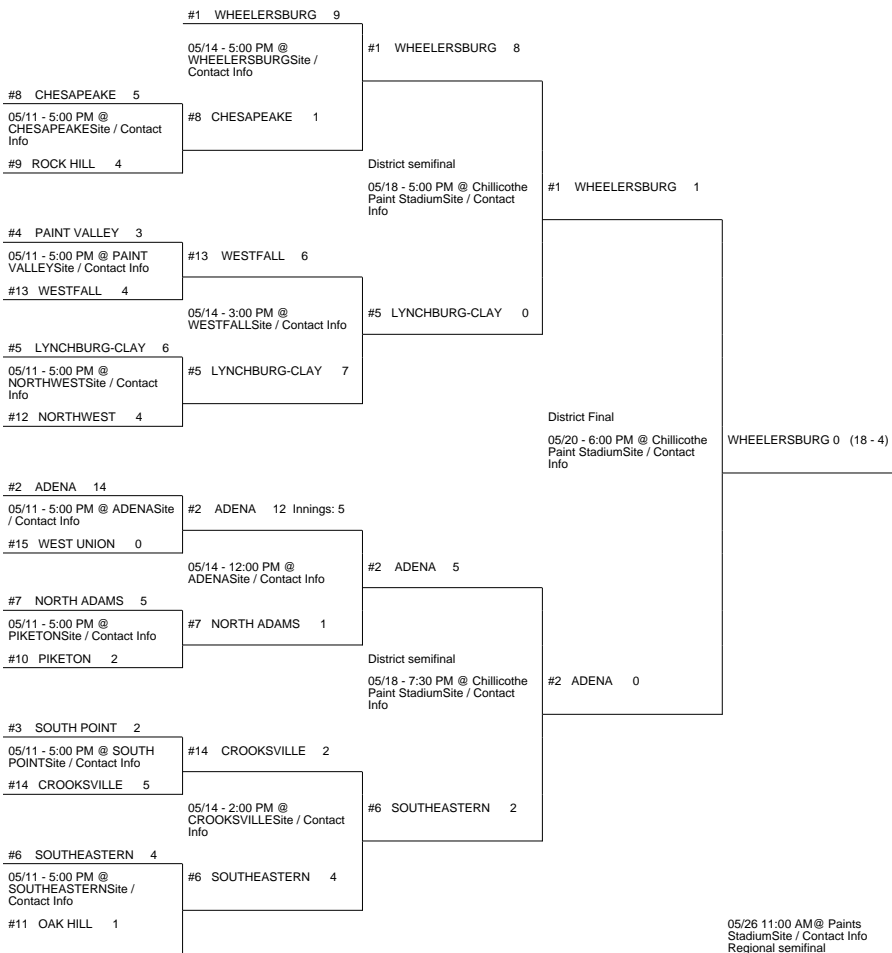 #1 WHEELERSBURG 9
05/14 - 5:00 PM @
WHEELERSBURGSite /
Contact Info
#1 WHEELERSBURG 8
#8 CHESAPEAKE 5
05/11 - 5:00 PM @
CHESAPEAKESite / Contact
Info
#8 CHESAPEAKE 1
#9 ROCK HILL 4
District semifinal
05/18 - 5:00 PM @ Chillicothe
Paint StadiumSite / Contact
Info
#1 WHEELERSBURG 1
#4 PAINT VALLEY 3
05/11 - 5:00 PM @ PAINT
VALLEYSite / Contact Info
#13 WESTFALL 6
#13 WESTFALL 4
05/14 - 3:00 PM @
WESTFALLSite / Contact Info
#5 LYNCHBURG-CLAY 0
#5 LYNCHBURG-CLAY 6
05/11 - 5:00 PM @
NORTHWESTSite / Contact
Info
#5 LYNCHBURG-CLAY 7
#12 NORTHWEST 4
District Final
05/20 - 6:00 PM @ Chillicothe
Paint StadiumSite / Contact
Info
WHEELERSBURG 0 (18 - 4)
#2 ADENA 14
05/11 - 5:00 PM @ ADENASite
/ Contact Info
#2 ADENA 12 Innings: 5
#15 WEST UNION 0
05/14 - 12:00 PM @
ADENASite / Contact Info
#2 ADENA 5
#7 NORTH ADAMS 5
05/11 - 5:00 PM @
PIKETONSite / Contact Info
#7 NORTH ADAMS 1
#10 PIKETON 2
District semifinal
05/18 - 7:30 PM @ Chillicothe
Paint StadiumSite / Contact
Info
#2 ADENA 0
#3 SOUTH POINT 2
05/11 - 5:00 PM @ SOUTH
POINTSite / Contact Info
#14 CROOKSVILLE 2
#14 CROOKSVILLE 5
05/14 - 2:00 PM @
CROOKSVILLESite / Contact
Info
#6 SOUTHEASTERN 2
#6 SOUTHEASTERN 4
05/11 - 5:00 PM @
SOUTHEASTERNSite /
Contact Info
#6 SOUTHEASTERN 4
#11 OAK HILL 1
05/26 11:00 AM@ Paints
StadiumSite / Contact Info
Regional semifinal